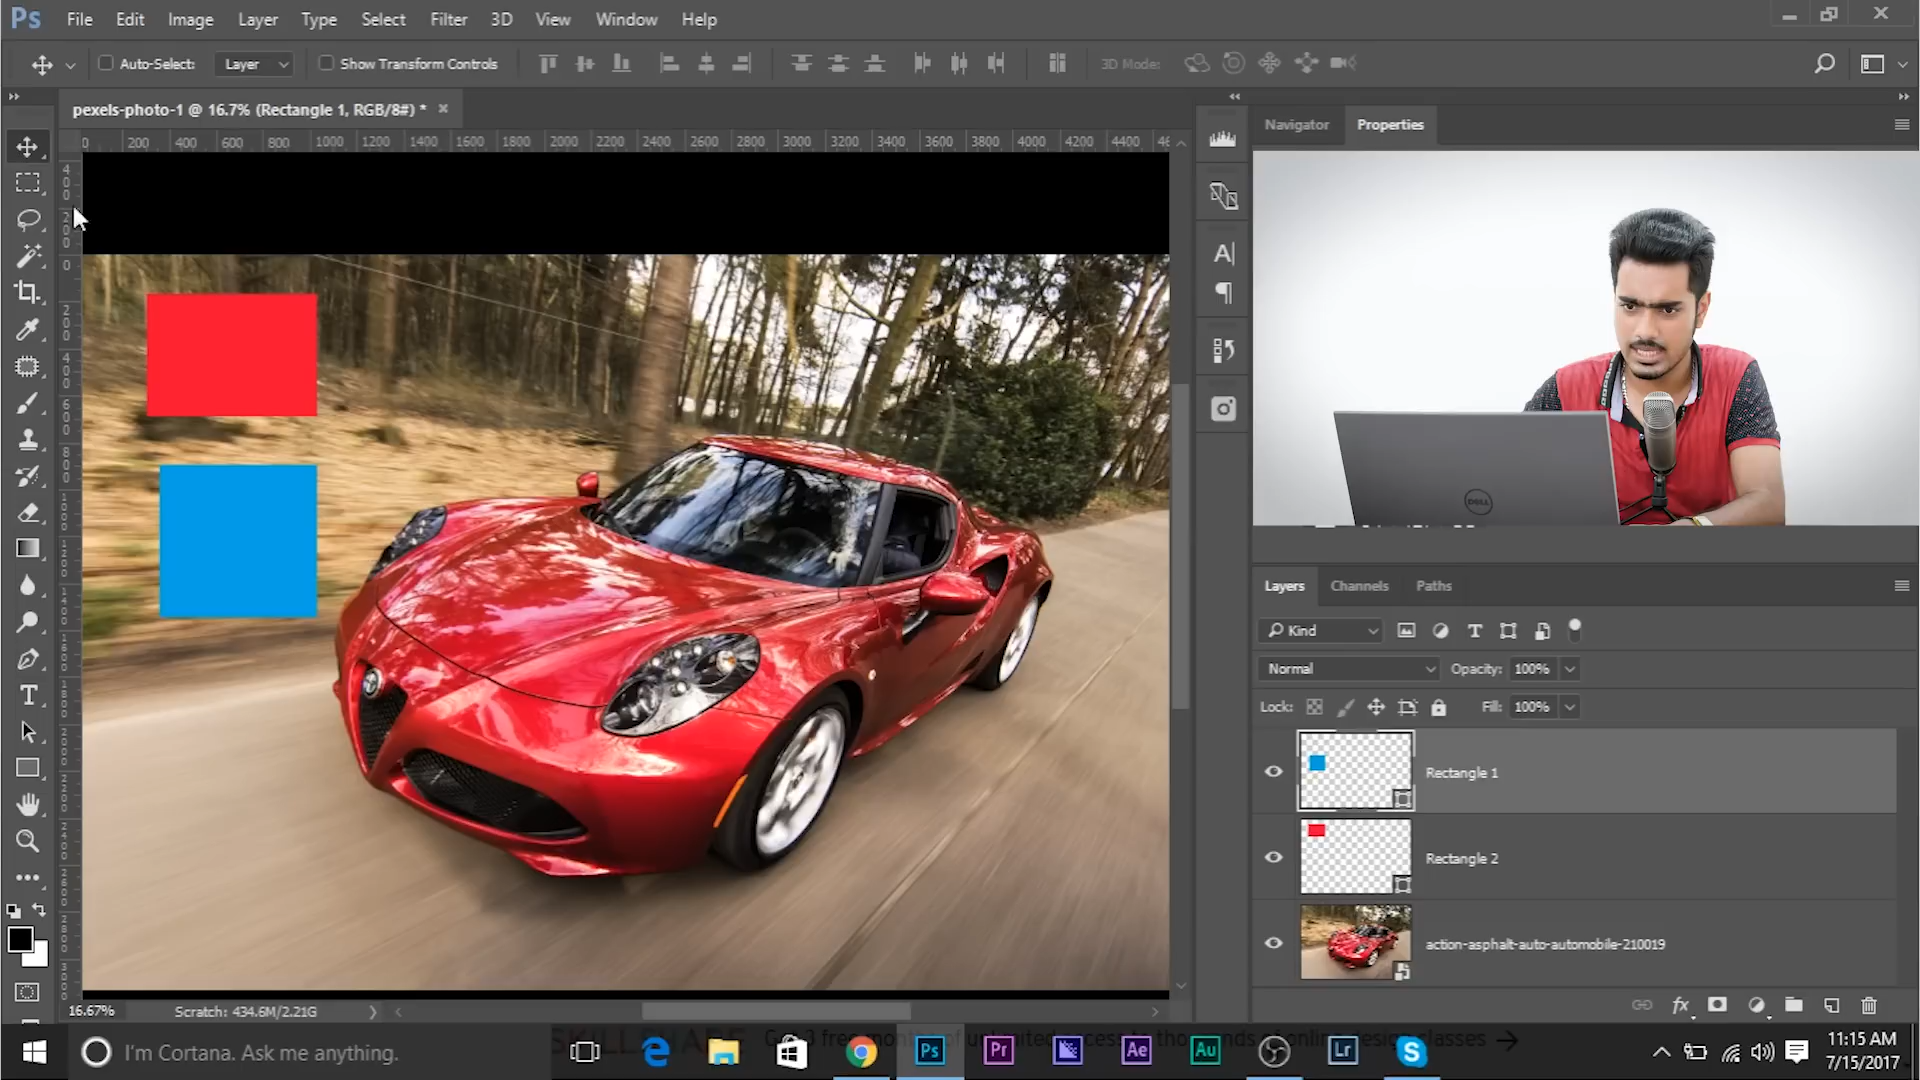 Ps File Edit Image Layer Type Select Filter 3D View Window Help
Auto-Select: Layer Show Transform Controls 3D Mode:
pexels-photo-1 @ 16.7% (Rectangle 1, RGB/8#) *
0 200 400 600 800 1000 1200 1400 1600 1800 2000 2200 2400 2600 2800 3000 3200 3400 3600 3800 4000 4200 4400 46
Navigator Properties
DELL
Layers Channels Paths
Kind
Normal Opacity: 100%
Lock: Fill: 100%
Rectangle 1
Rectangle 2
action-asphalt-auto-automobile-210019
fx
16.67% Scratch: 434.6M/2.21G
SKILLSHARE
I'm Cortana. Ask me anything.
Ps Pr Ae Au Lr
11:15 AM
7/15/2017